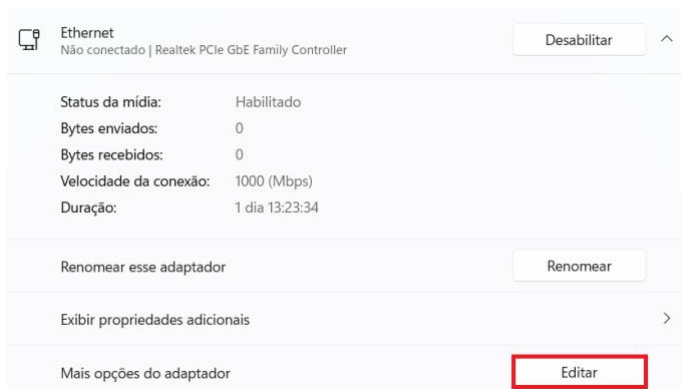 Ethernet
Desabilitar
Não conectado | Realtek PCIe GbE Family Controller
Status da mídia: Habilitado
Bytes enviados: 0
Bytes recebidos: 0
Velocidade da conexão: 1000 (Mbps)
Duração: 1 dia 13:23:34
Renomear esse adaptador Renomear
Exibir propriedades adicionais
Mais opções do adaptador Editar